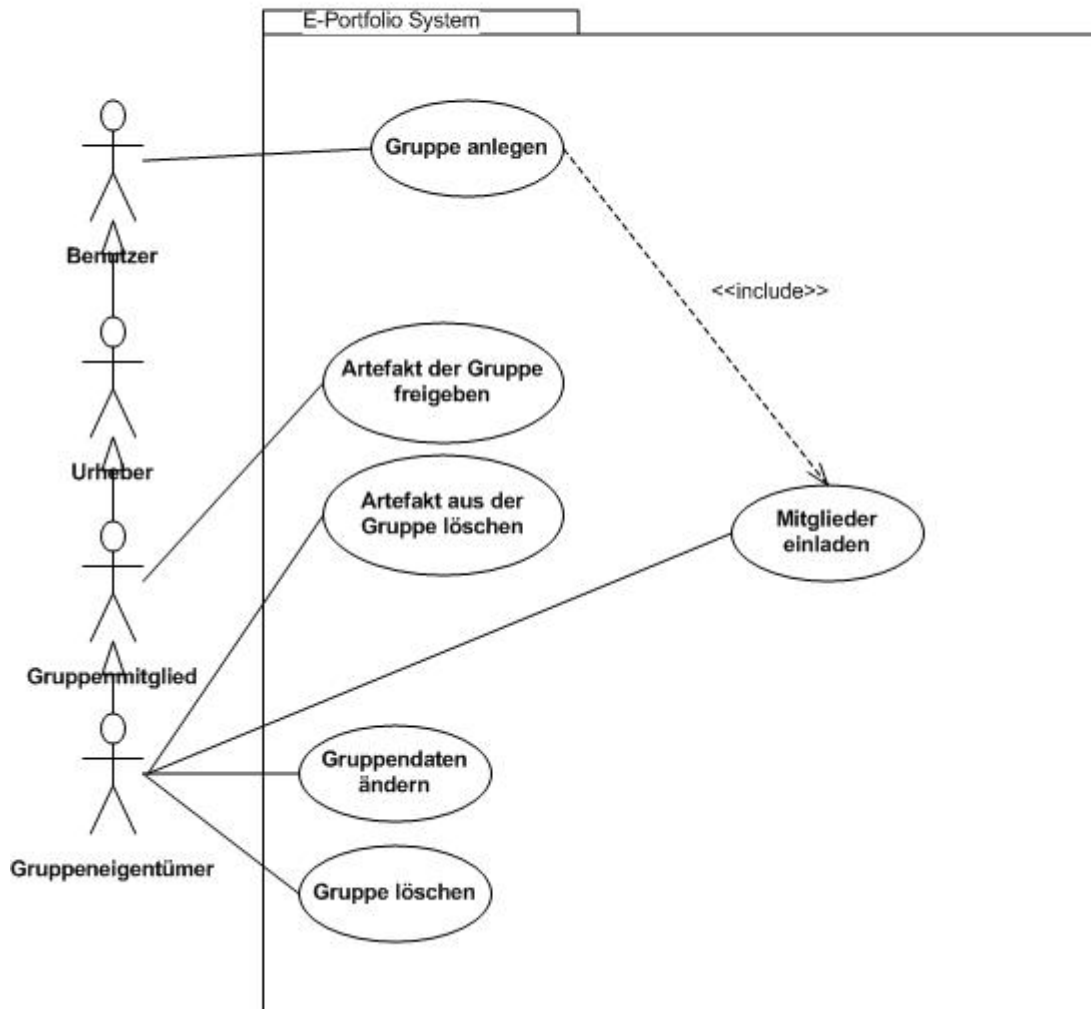 E-Portfolio System
Gruppe anlegen
Benutzer
<<include>>
Artefakt der Gruppe
freigeben
Urheber
Artefakt aus der
Gruppe löschen
Mitglieder
einladen
Gruppenmitglied
Gruppendaten
ändern
Gruppeneigentümer
Gruppe löschen